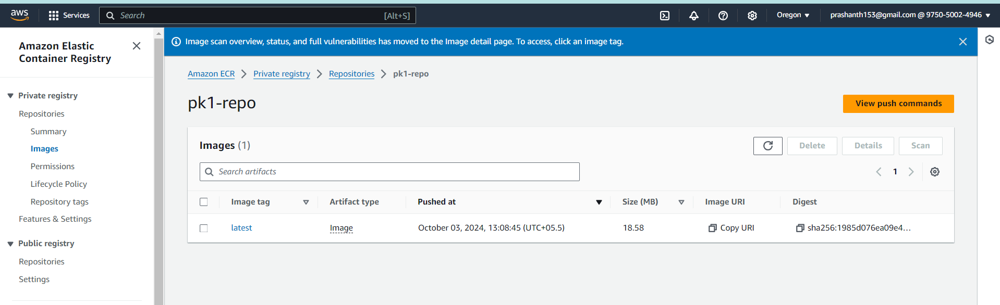 aws
Services
Search
[Alt+S]
Oregon
prashanth153@gmail.com @ 9750-5002-4946
Amazon Elastic
Container Registry
Private registry
Repositories
Summary
Images
Permissions
Lifecycle Policy
Repository tags
Features & Settings
Public registry
Repositories
Settings
Image scan overview, status, and full vulnerabilities has moved to the Image detail page. To access, click an image tag.
Amazon ECR
Private registry
Repositories
pk1-repo
pk1-repo
View push commands
Images (1)
Delete
Details
Scan
Search artifacts
1
Image tag
Artifact type
Pushed at
Size (MB)
Image URI
Digest
latest
Image
October 03, 2024, 13:08:45 (UTC+05.5)
18.58
Copy URI
sha256:1985d076ea09e4...